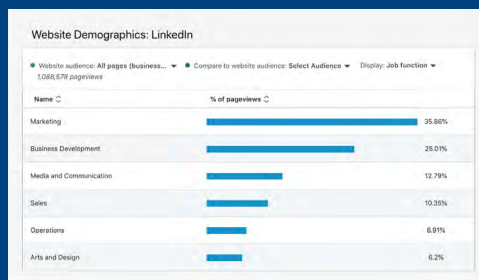 Website Demographics: LinkedIn
Website audience: All pages (business... Compare to website audience: Select Audience Display: Job function
1,088,578 pageviews
Name % of pageviews
Marketing 35.86%
Business Development 25.01%
Media and Communication 12.79%
Sales 10.35%
Operations 6.91%
Arts and Design 6.2%